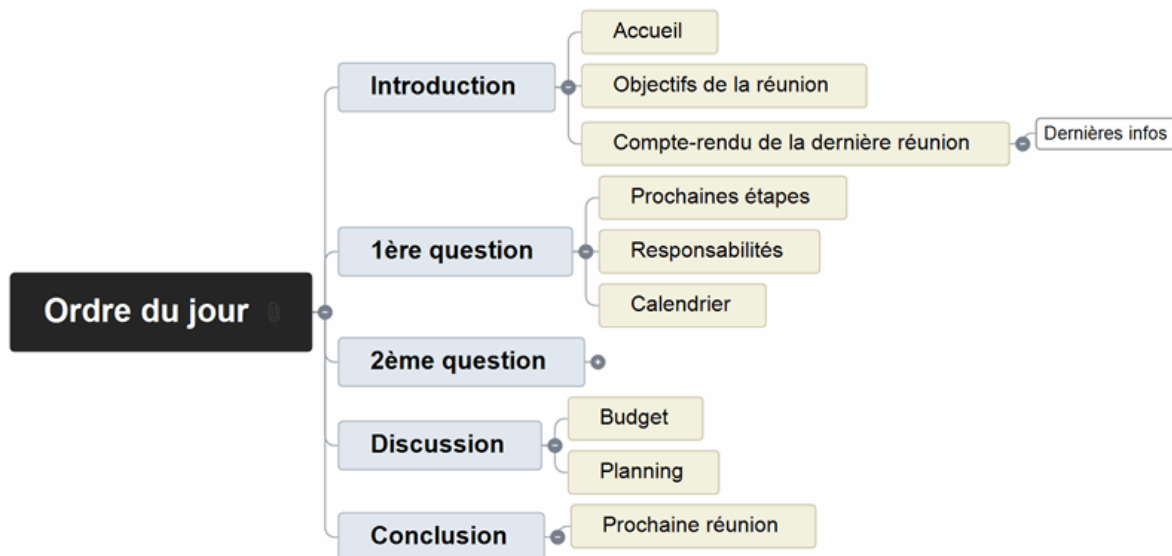 Ordre du jour
Introduction
Accueil
Objectifs de la réunion
Compte-rendu de la dernière réunion
Dernières infos
1ère question
Prochaines étapes
Responsabilités
Calendrier
2ème question
Discussion
Budget
Planning
Conclusion
Prochaine réunion